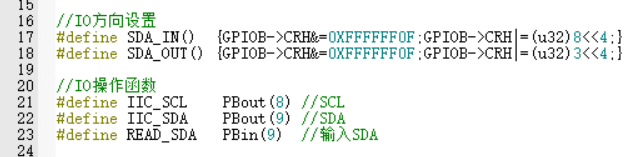 15
16 //IO方向设置
17 #define SDA_IN()  {GPIOB->CRH&=0XFFFFFF0F;GPIOB->CRH|=(u32)8<<4;}
18 #define SDA_OUT() {GPIOB->CRH&=0XFFFFFF0F;GPIOB->CRH|=(u32)3<<4;}
19
20 //IO操作函数
21 #define IIC_SCL    PBout(8) //SCL
22 #define IIC_SDA    PBout(9) //SDA
23 #define READ_SDA   PBin(9)  //输入SDA
24